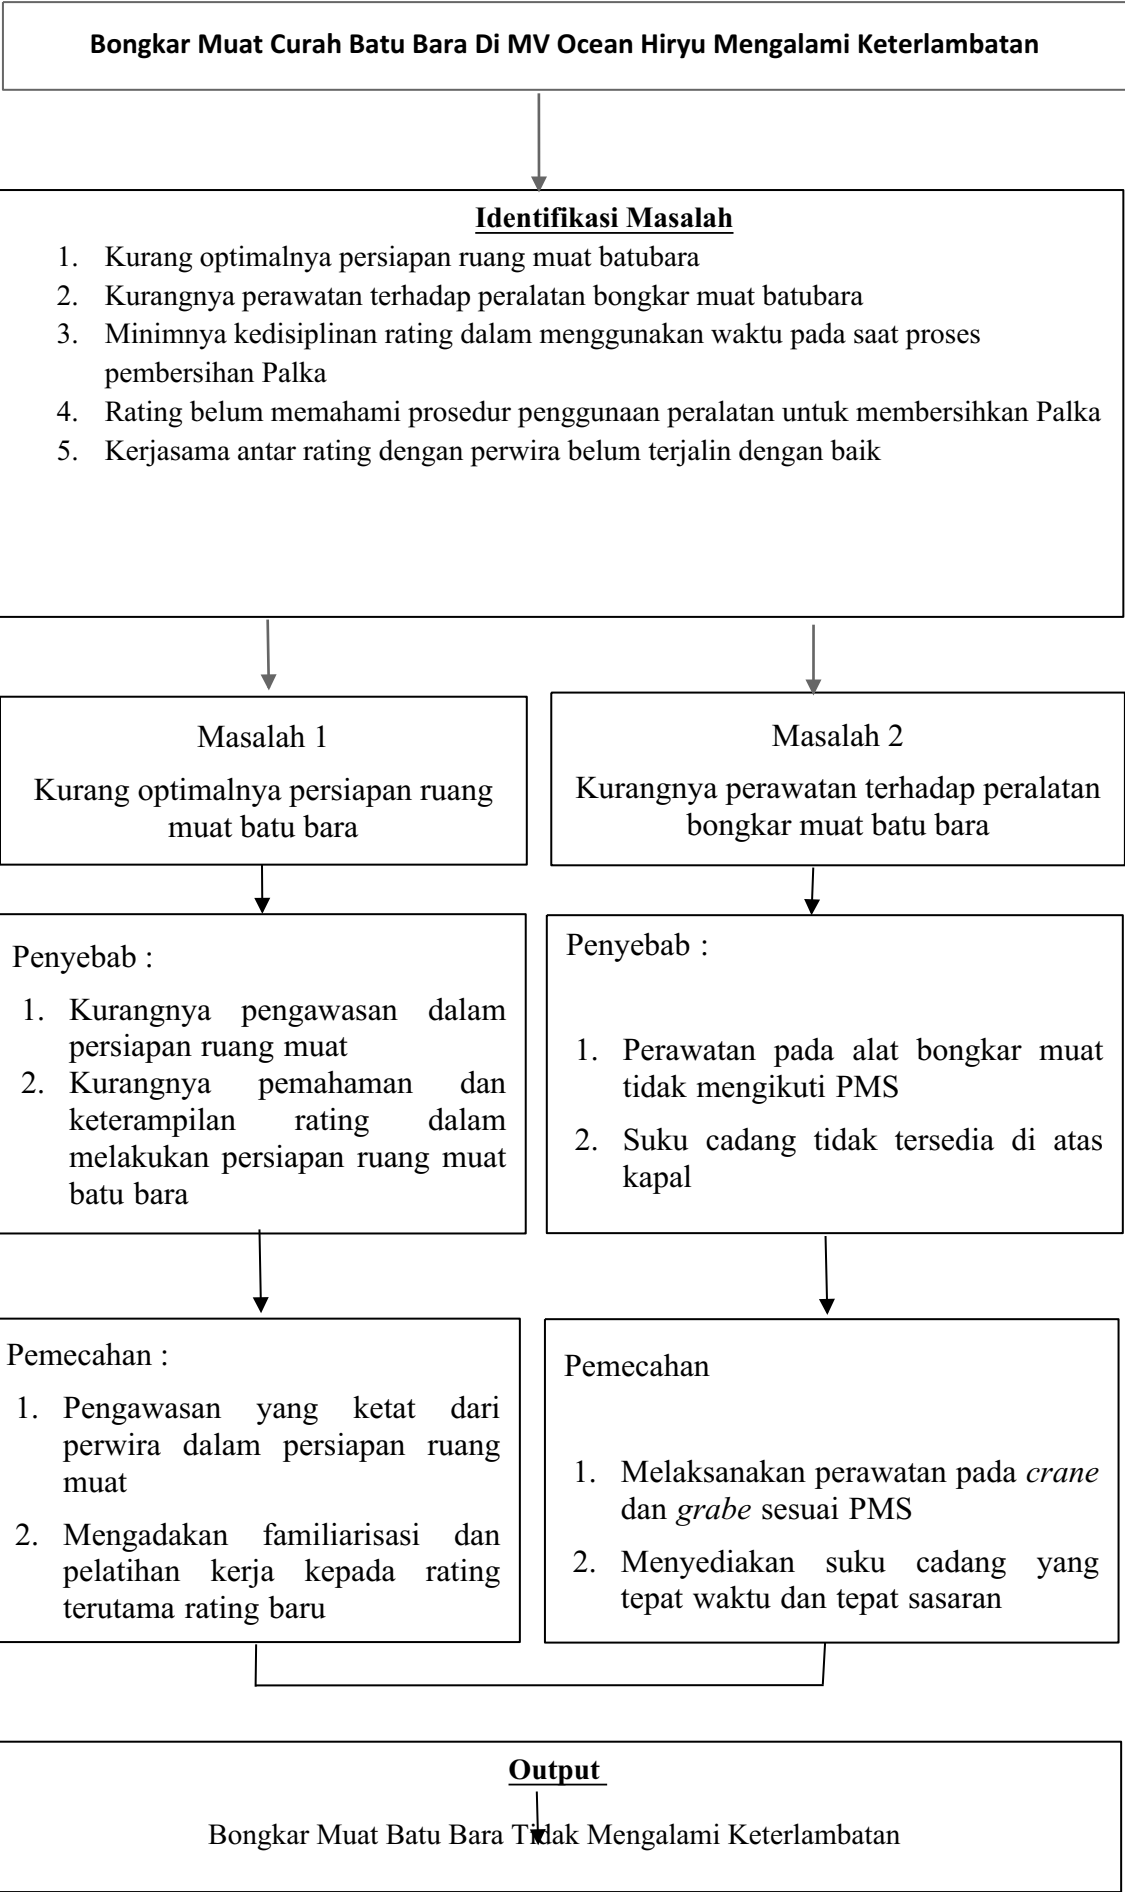 Bongkar Muat Curah Batu Bara Di MV Ocean Hiryu Mengalami Keterlambatan
Identifikasi Masalah
1. Kurang optimalnya persiapan ruang muat batubara
2. Kurangnya perawatan terhadap peralatan bongkar muat batubara
3. Minimnya kedisiplinan rating dalam menggunakan waktu pada saat proses
pembersihan Palka
4. Rating belum memahami prosedur penggunaan peralatan untuk membersihkan Palka
5. Kerjasama antar rating dengan perwira belum terjalin dengan baik
Masalah 1
Kurang optimalnya persiapan ruang
muat batu bara
Masalah 2
Kurangnya perawatan terhadap peralatan
bongkar muat batu bara
Penyebab :
1. Kurangnya pengawasan dalam
persiapan ruang muat
2. Kurangnya pemahaman dan
keterampilan rating dalam
melakukan persiapan ruang muat
batu bara
Penyebab :
1. Perawatan pada alat bongkar muat
tidak mengikuti PMS
2. Suku cadang tidak tersedia di atas
kapal
Pemecahan :
1. Pengawasan yang ketat dari
perwira dalam persiapan ruang
muat
2. Mengadakan familiarisasi dan
pelatihan kerja kepada rating
terutama rating baru
Pemecahan
1. Melaksanakan perawatan pada crane
dan grabe sesuai PMS
2. Menyediakan suku cadang yang
tepat waktu dan tepat sasaran
Output
Bongkar Muat Batu Bara Tidak Mengalami Keterlambatan